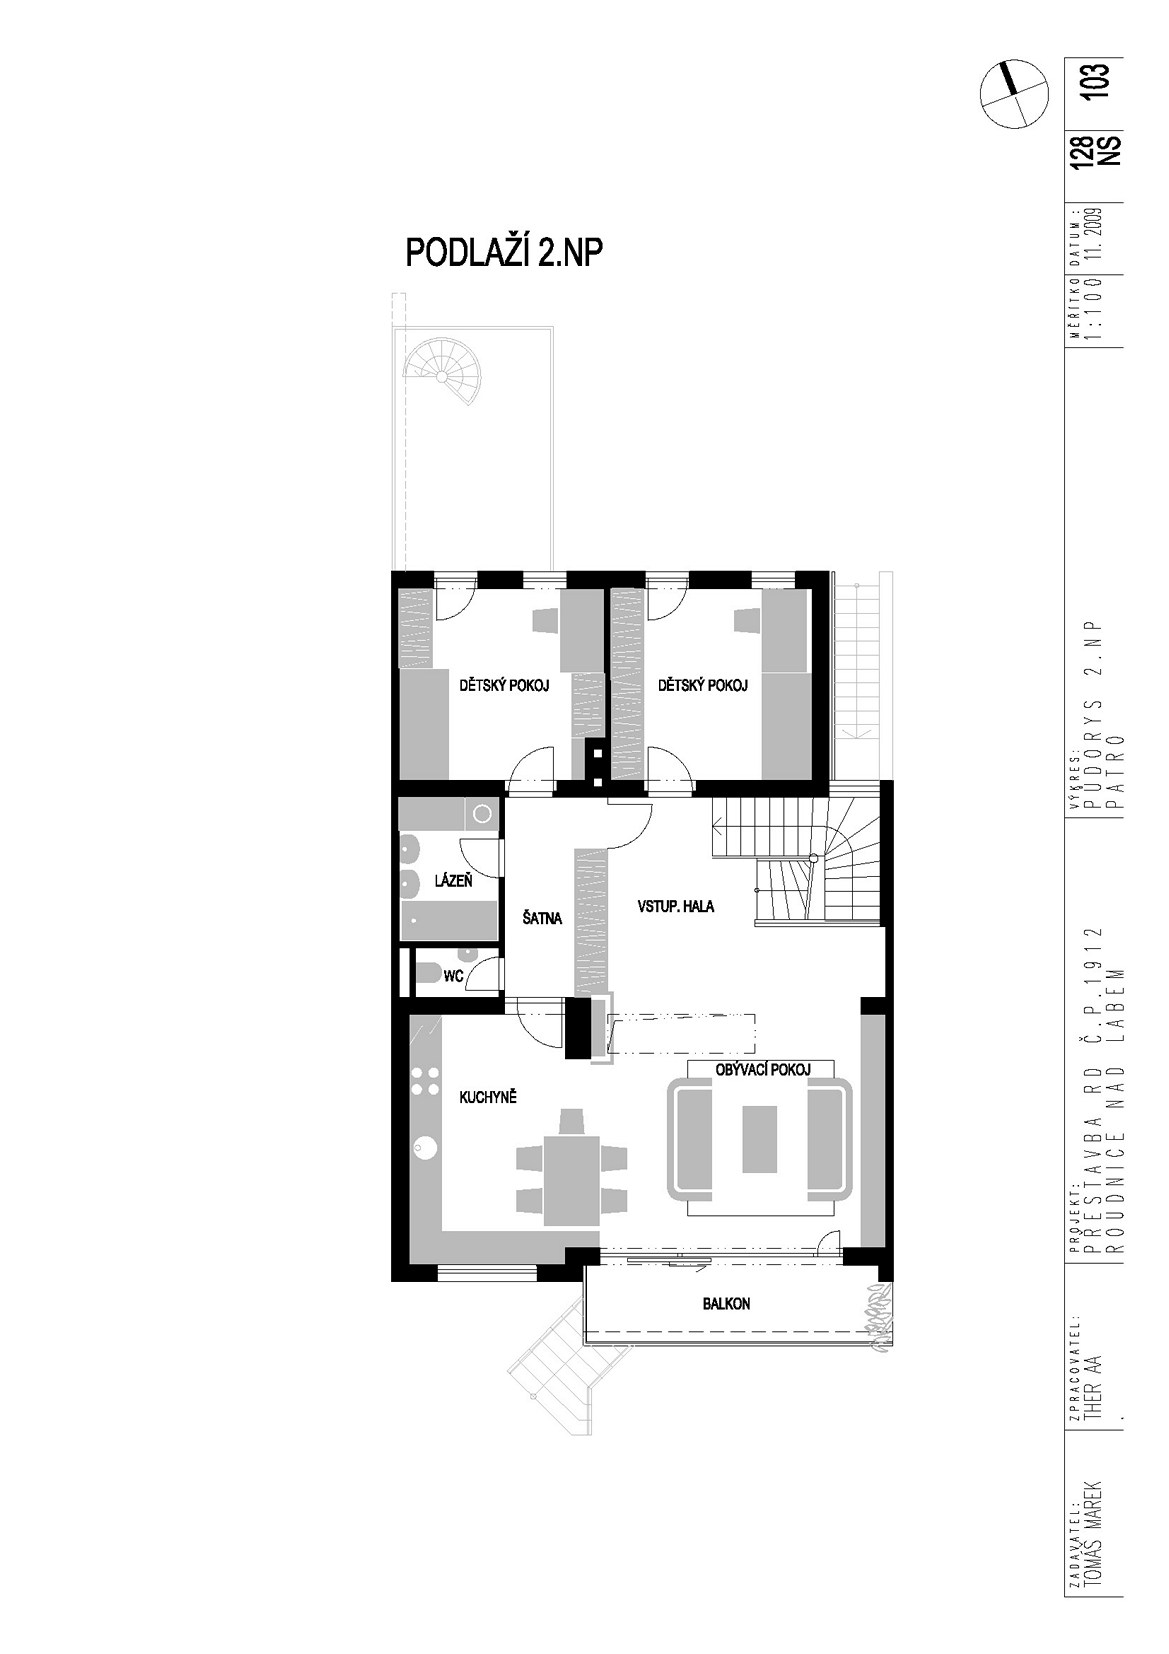 PODLAŽÍ 2.NP
DĚTSKÝ POKOJ
DĚTSKÝ POKOJ
LÁZEŇ
ŠATNA
VSTUP. HALA
WC
OBÝVACÍ POKOJ
KUCHYNĚ
BALKON
103
128
NS
DATUM:
11. 2009
MĚŘÍTKO
1:100
VÝKRES:
PUDORYS 2.NP
PATRO
PROJEKT:
PRESTAVBA RD Č.P.1912
ROUDNICE NAD LABEM
ZPRACOVATEL:
THER AA
.
ZADAVATEL:
TOMÁŠ MAREK